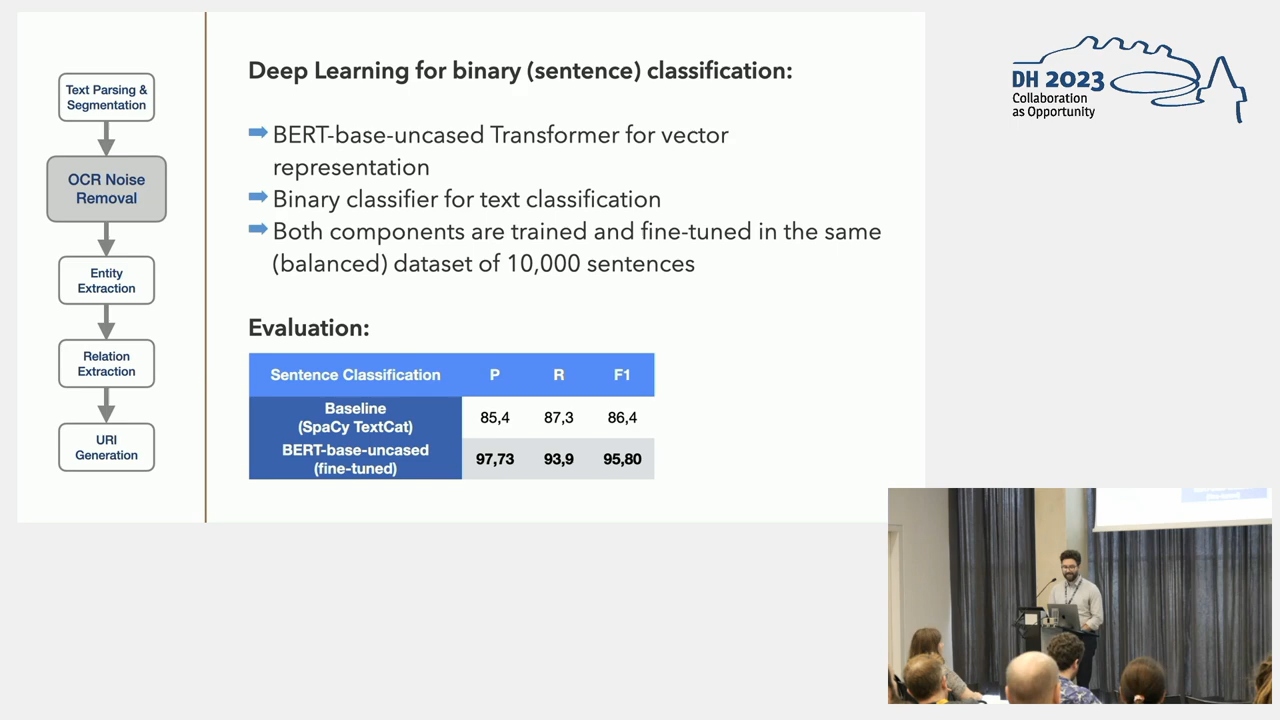 Text Parsing &
Segmentation
OCR Noise
Removal
Entity
Extraction
Relation
Extraction
URI
Generation
Deep Learning for binary (sentence) classification:
BERT-base-uncased Transformer for vector
representation
Binary classifier for text classification
Both components are trained and fine-tuned in the same
(balanced) dataset of 10,000 sentences
Evaluation:
Sentence Classification P R F1
Baseline
(SpaCy TextCat) 85,4 87,3 86,4
BERT-base-uncased
(fine-tuned) 97,73 93,9 95,80
DH 2023
Collaboration
as Opportunity